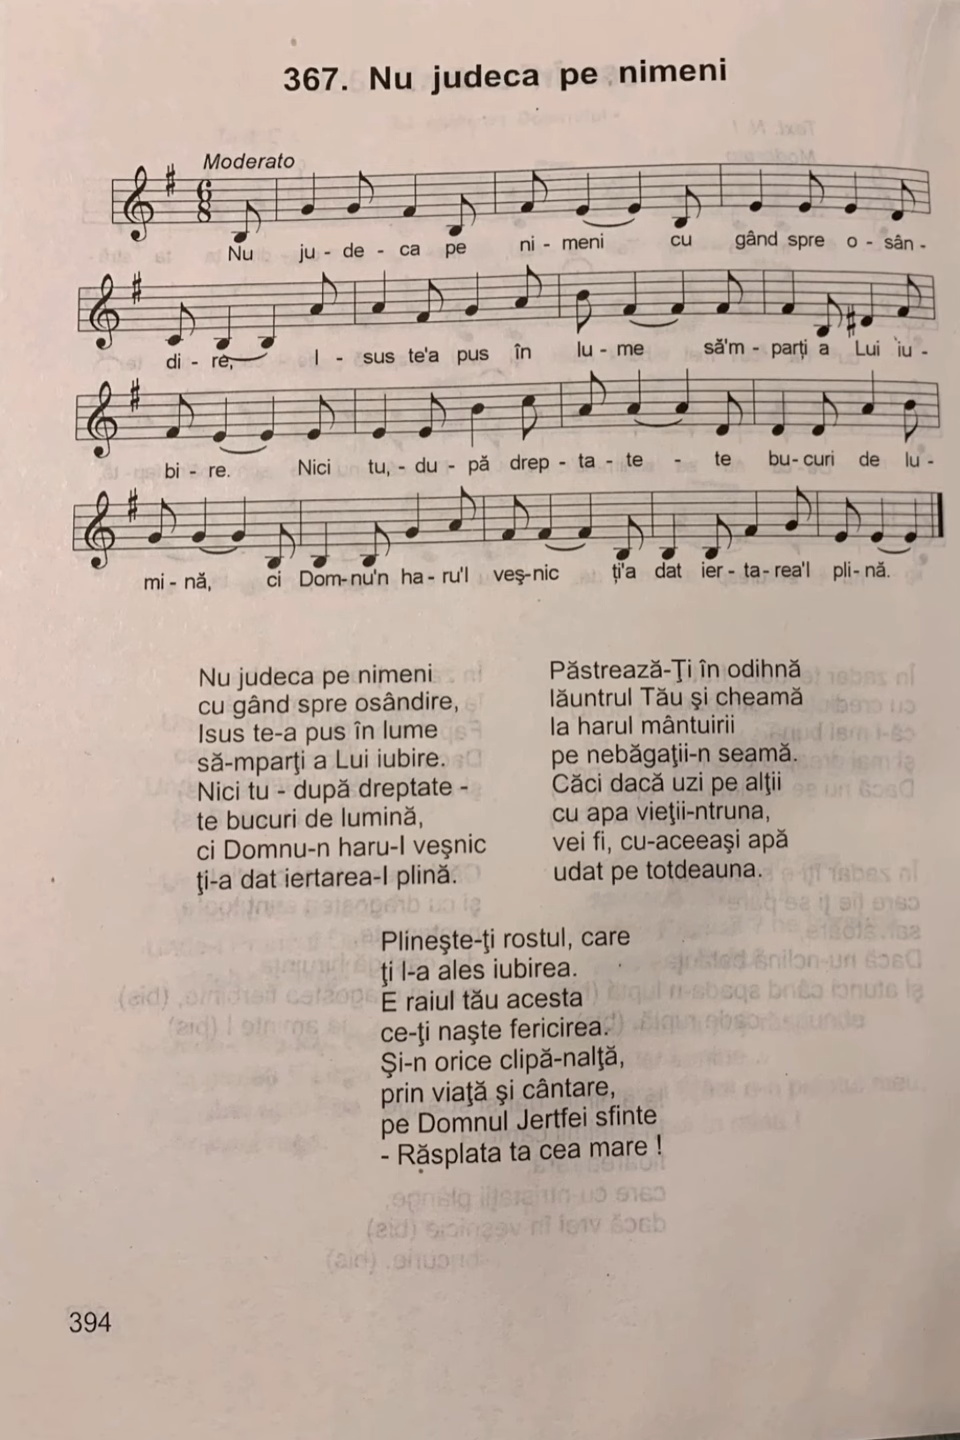 367. Nu judeca pe nimeni
Moderato
Nu ju - de - ca pe ni - meni cu gând spre o - sân -
di - re, I - sus te'a pus în lu - me să'm - parţi a Lui iu -
bi - re. Nici tu, - du - pă drep - ta - te - te bu - curi de lu -
mi - nă, ci Dom - nu'n ha - ru'l veş-nic ţi'a dat ier - ta - rea'l pli - nă.
Nu judeca pe nimeni
cu gând spre osândire,
Isus te-a pus în lume
să-mparţi a Lui iubire.
Nici tu - după dreptate -
te bucuri de lumină,
ci Domnu-n haru-l veşnic
ţi-a dat iertarea-l plină.
Păstrează-Ţi în odihnă
lăuntrul Tău şi cheamă
la harul mântuirii
pe nebăgaţii-n seamă.
Căci dacă uzi pe alţii
cu apa vieţii-ntruna,
vei fi, cu-aceeaşi apă
udat pe totdeauna.
Plineşte-ţi rostul, care
ţi l-a ales iubirea.
E raiul tău acesta
ce-ţi naşte fericirea.
Şi-n orice clipă-nalţă,
prin viaţă şi cântare,
pe Domnul Jertfei sfinte
- Răsplata ta cea mare !
394